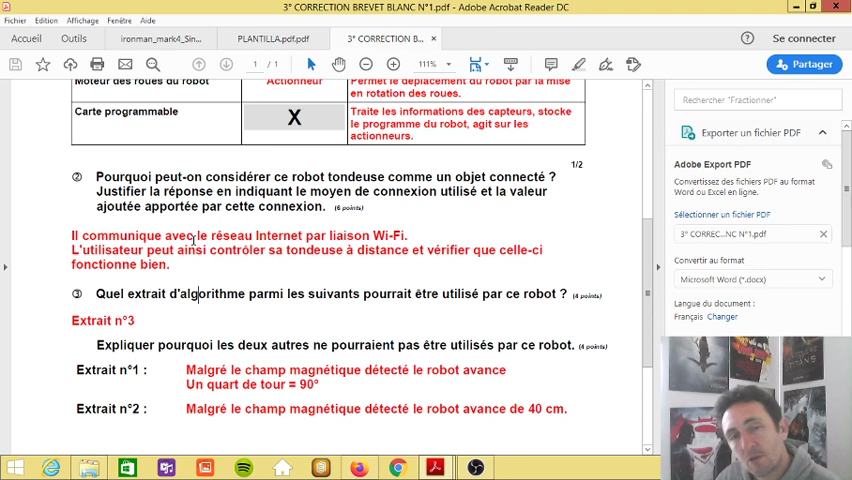 3° CORRECTION BREVET BLANC N°1.pdf - Adobe Acrobat Reader DC
Fichier Edition Affichage Fenêtre Aide
Accueil Outils ironman_mark4_Sin... PLANTILLA.pdf.pdf 3° CORRECTION B... × Se connecter
1 / 1 111% Partager
Moteur des roues du robot Actionneur Permet le déplacement du robot par la mise
en rotation des roues.
Carte programmable X Traite les informations des capteurs, stocke
le programme du robot, agit sur les
actionneurs.
1/2
② Pourquoi peut-on considérer ce robot tondeuse comme un objet connecté ?
Justifier la réponse en indiquant le moyen de connexion utilisé et la valeur
ajoutée apportée par cette connexion. (6 points)
Il communique avec le réseau Internet par liaison Wi-Fi.
L'utilisateur peut ainsi contrôler sa tondeuse à distance et vérifier que celle-ci
fonctionne bien.
③ Quel extrait d'algorithme parmi les suivants pourrait être utilisé par ce robot ? (4 points)
Extrait n°3
Expliquer pourquoi les deux autres ne pourraient pas être utilisés par ce robot. (4 points)
Extrait n°1 : Malgré le champ magnétique détecté le robot avance
Un quart de tour = 90°
Extrait n°2 : Malgré le champ magnétique détecté le robot avance de 40 cm.
Rechercher "Fractionner"
Exporter un fichier PDF
Adobe Export PDF
Convertissez des fichiers PDF au format
Word ou Excel en ligne.
Sélectionner un fichier PDF
3° CORREC...NC N°1.pdf
Convertir au format
Microsoft Word (*.docx)
Langue du document :
Français Changer